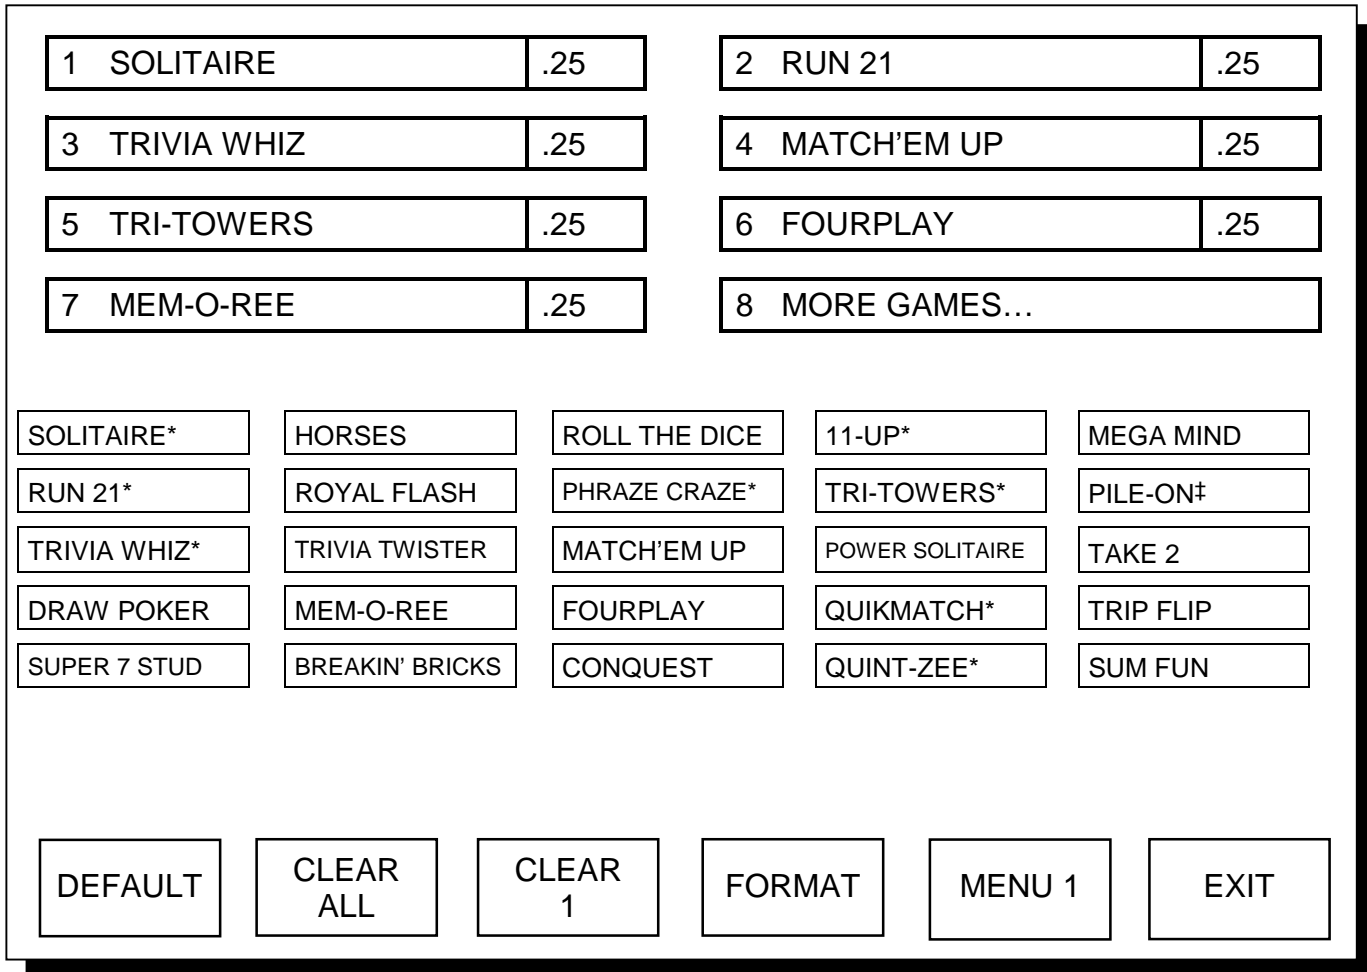 1 SOLITAIRE .25 2 RUN 21 .25
3 TRIVIA WHIZ .25 4 MATCH’EM UP .25
5 TRI-TOWERS .25 6 FOURPLAY .25
7 MEM-O-REE .25 8 MORE GAMES…
SOLITAIRE* HORSES ROLL THE DICE 11-UP* MEGA MIND
RUN 21* ROYAL FLASH PHRAZE CRAZE* TRI-TOWERS* PILE-ON‡
TRIVIA WHIZ* TRIVIA TWISTER MATCH’EM UP POWER SOLITAIRE TAKE 2
DRAW POKER MEM-O-REE FOURPLAY QUIKMATCH* TRIP FLIP
SUPER 7 STUD BREAKIN’ BRICKS CONQUEST QUINT-ZEE* SUM FUN
DEFAULT
CLEAR
ALL
CLEAR
1
FORMAT
MENU 1
EXIT